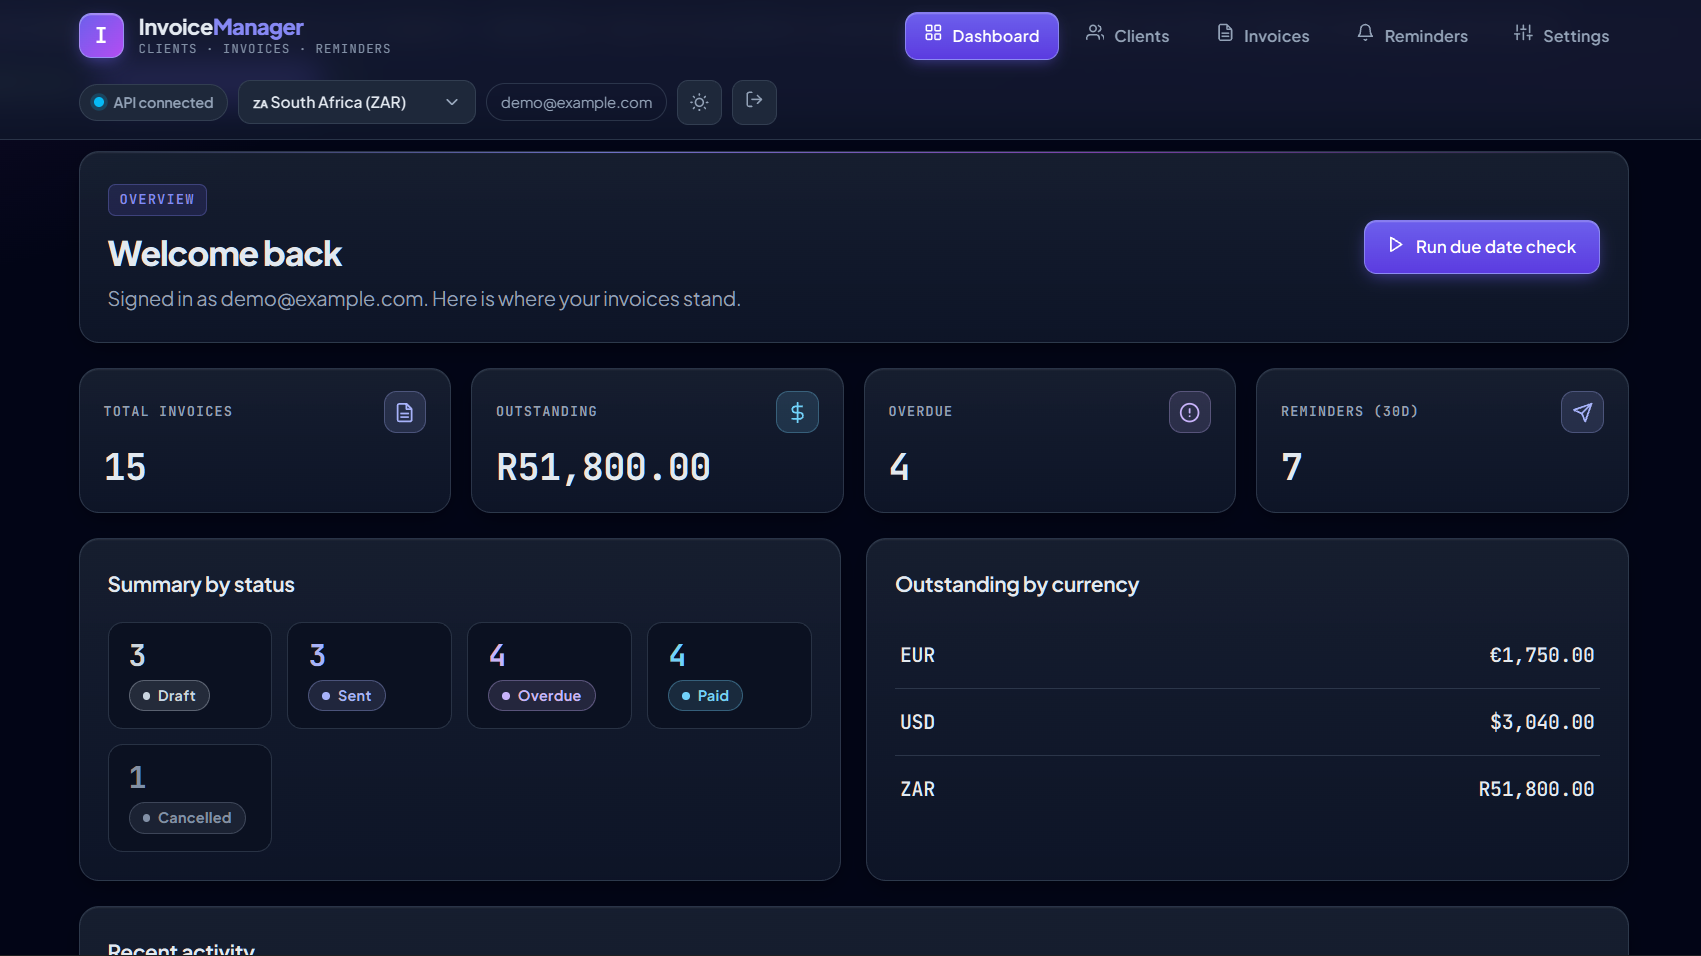 I
InvoiceManager
CLIENTS · INVOICES · REMINDERS
Dashboard
Clients
Invoices
Reminders
Settings
API connected
ZA South Africa (ZAR)
demo@example.com
OVERVIEW
Welcome back
Signed in as demo@example.com. Here is where your invoices stand.
Run due date check
TOTAL INVOICES
15
OUTSTANDING
$
R51,800.00
OVERDUE
4
REMINDERS (30D)
7
Summary by status
3
Draft
3
Sent
4
Overdue
4
Paid
1
Cancelled
Outstanding by currency
EUR €1,750.00
USD $3,040.00
ZAR R51,800.00
Recent activity